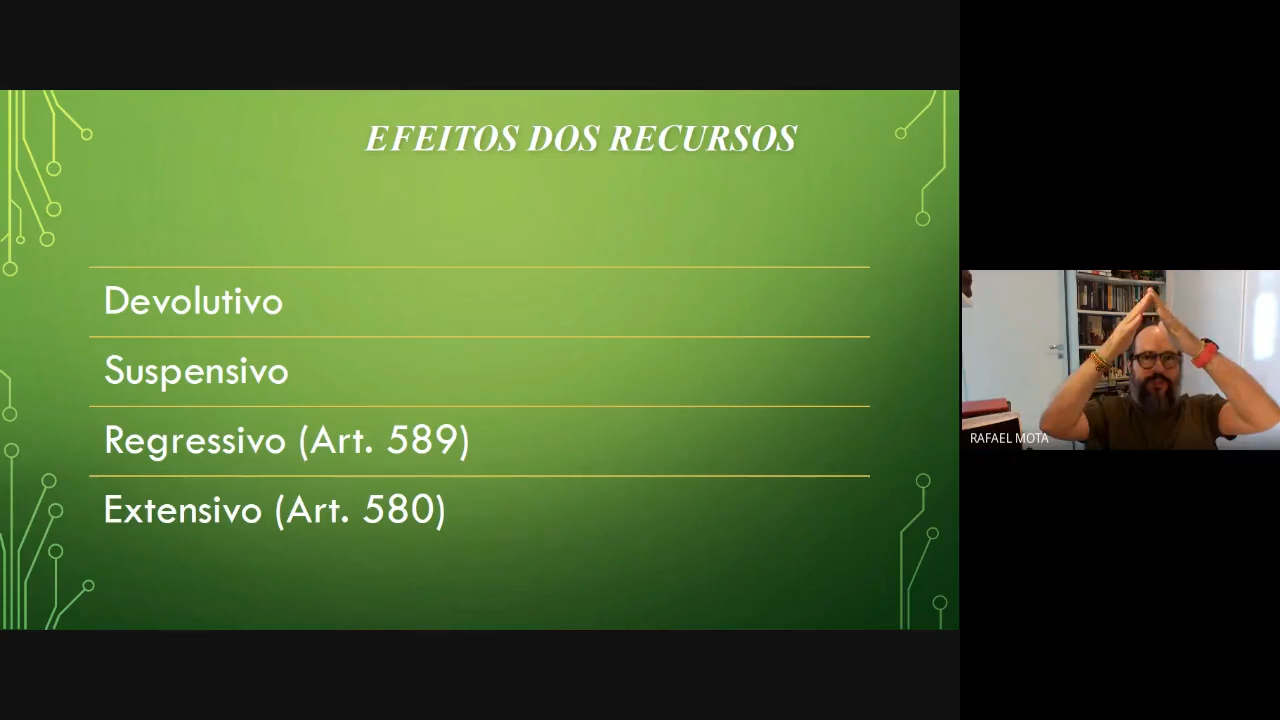 EFEITOS DOS RECURSOS
Devolutivo
Suspensivo
Regressivo (Art. 589)
Extensivo (Art. 580)
RAFAEL MOTA